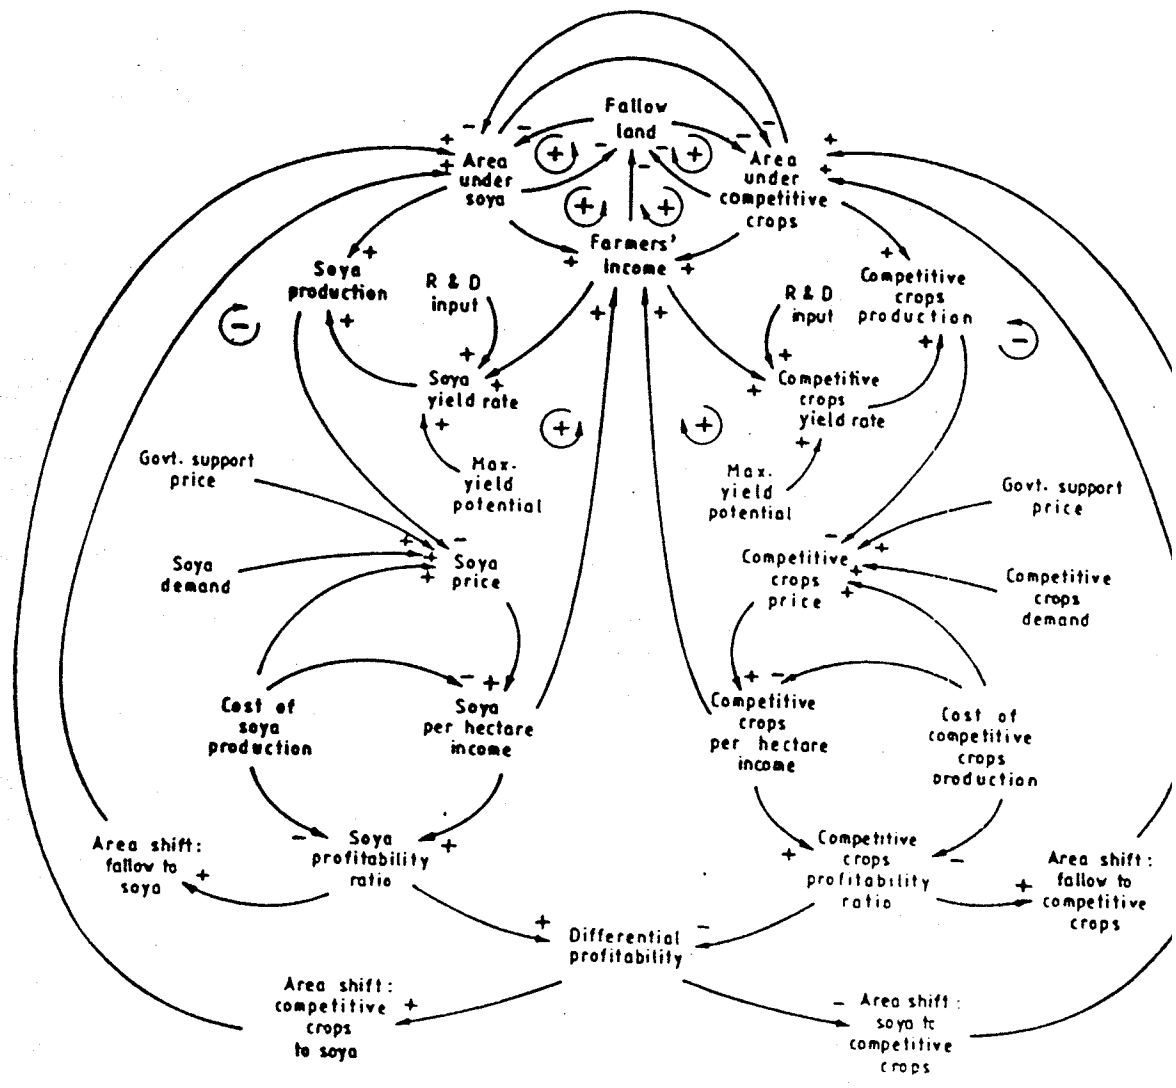 Fallow
land
Area
under
soya
Area
under
competitive
crops
Farmers'
income
Soya
production
R & D
input
R & D
input
Competitive
crops
production
Soya
yield rate
Competitive
crops
yield rate
Max.
yield
potential
Max.
yield
potential
Govt. support
price
Govt. support
price
Soya
demand
Soya
price
Competitive
crops
price
Competitive
crops
demand
Cost of
soya
production
Soya
per hectare
income
Competitive
crops
per hectare
income
Cost of
competitive
crops
production
Area shift:
fallow to
soya
Soya
profitability
ratio
Competitive
crops
profitability
ratio
Area shift:
fallow to
competitive
crops
Differential
profitability
Area shift:
competitive
crops
to soya
Area shift:
soya to
competitive
crops